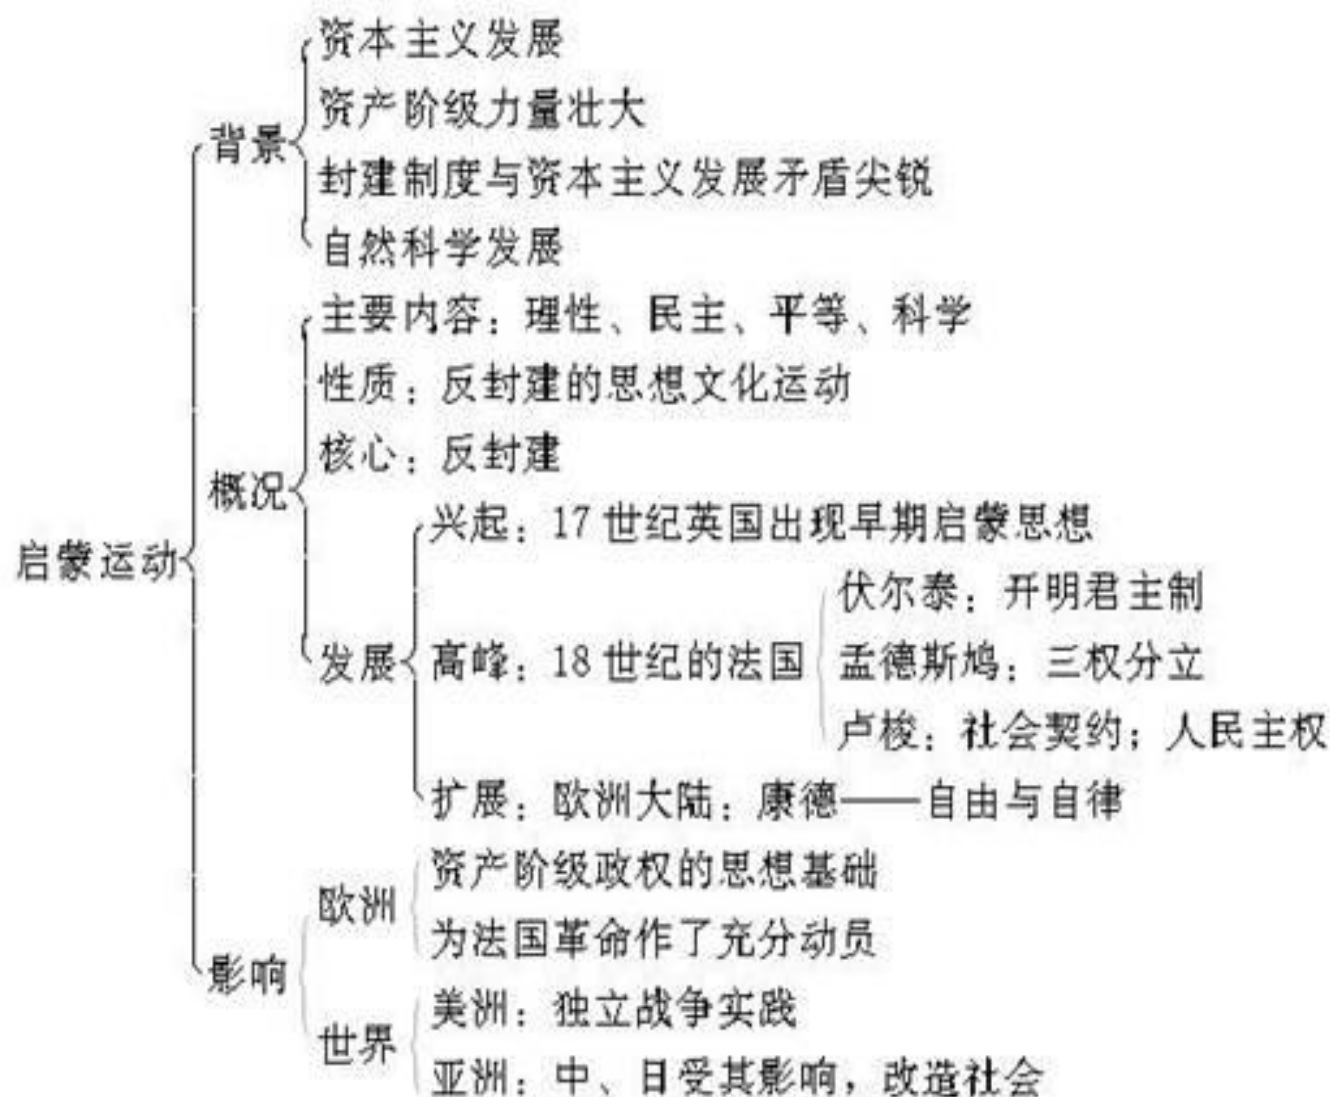 资本主义发展
资产阶级力量壮大
背景
封建制度与资本主义发展矛盾尖锐
自然科学发展
主要内容：理性、民主、平等、科学
性质：反封建的思想文化运动
核心：反封建
概况
兴起：17世纪英国出现早期启蒙思想
启蒙运动
伏尔泰：开明君主制
发展
高峰：18世纪的法国
孟德斯鸠：三权分立
卢梭：社会契约；人民主权
扩展：欧洲大陆：康德——自由与自律
资产阶级政权的思想基础
欧洲
为法国革命作了充分动员
影响
美洲：独立战争实践
世界
亚洲：中、日受其影响，改造社会